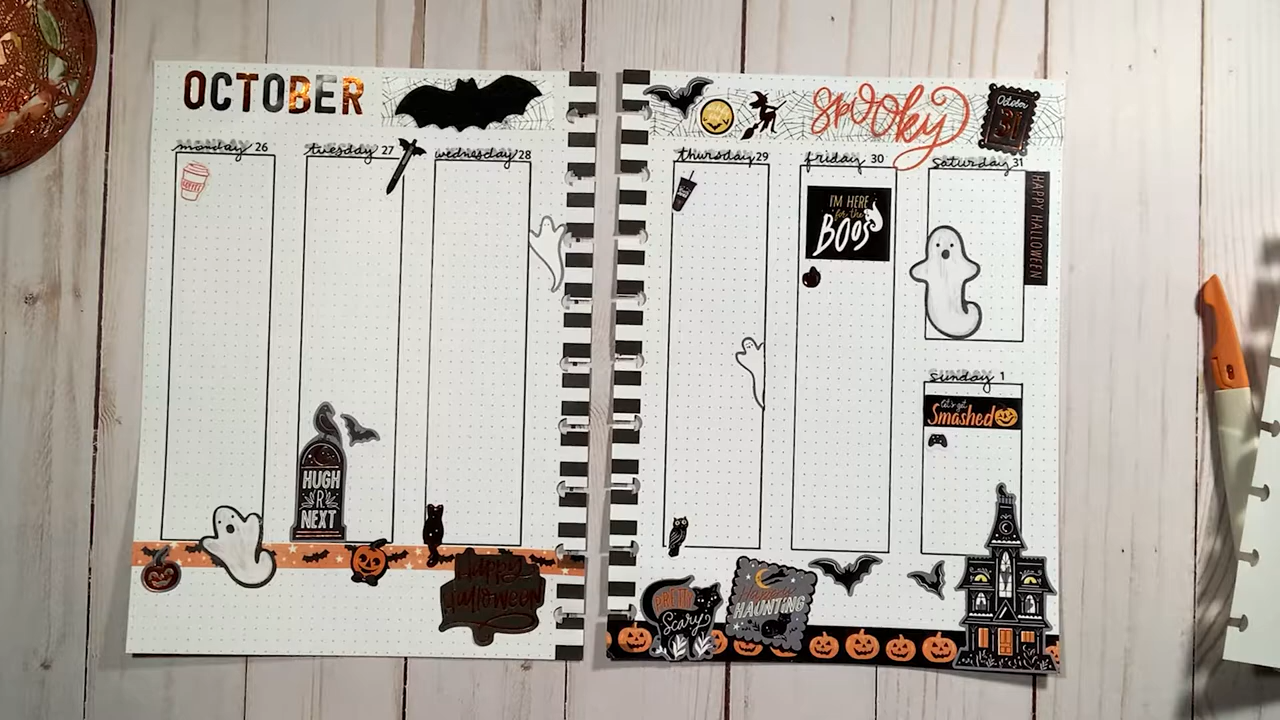 OCTOBER
monday 26
tuesday 27
wednesday 28
HUGH
R
NEXT
Happy
Halloween
spooky
October
31
thursday 29
friday 30
saturday 31
I'M HERE
for the
BOOS
HAPPY HALLOWEEN
sunday 1
Let's get
Smashed
PRETTY
Scary
Happy
HAUNTING